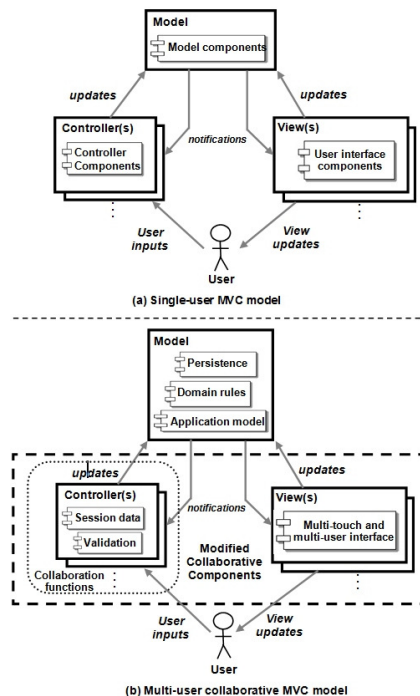 Model
Model components
updates
updates
Controller(s)
notifications
View(s)
Controller
Components
User interface
components
User
inputs
View
updates
User
(a) Single-user MVC model
Model
Persistence
Domain rules
Application model
updates
updates
Controller(s)
notifications
View(s)
Session data
Validation
Multi-touch and
multi-user interface
Modified
Collaborative
Components
Collaboration
functions
User
inputs
View
updates
User
(b) Multi-user collaborative MVC model